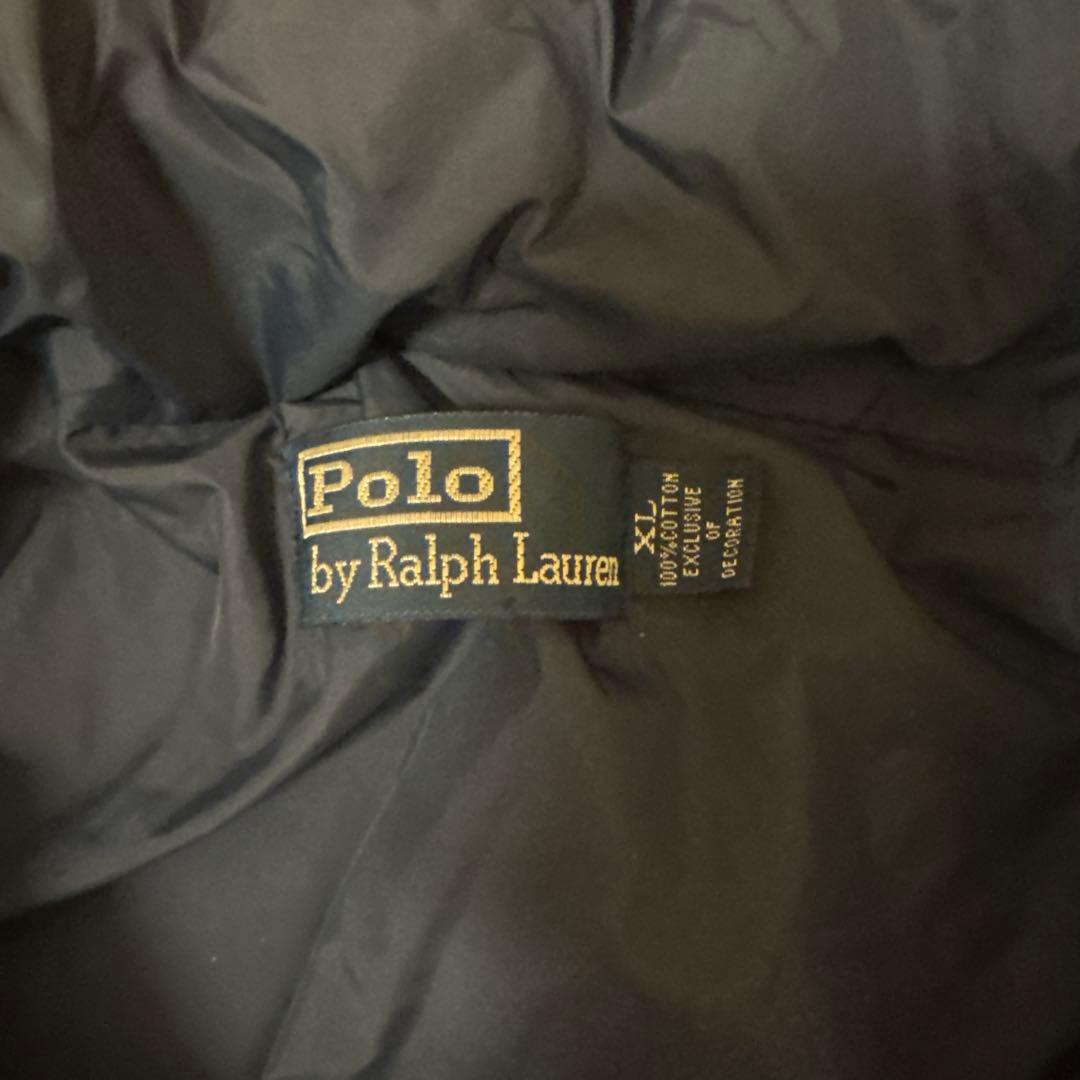 Polo
by Ralph Lauren
XL
100%COTTON
EXCLUSIVE
OF
DECORATION